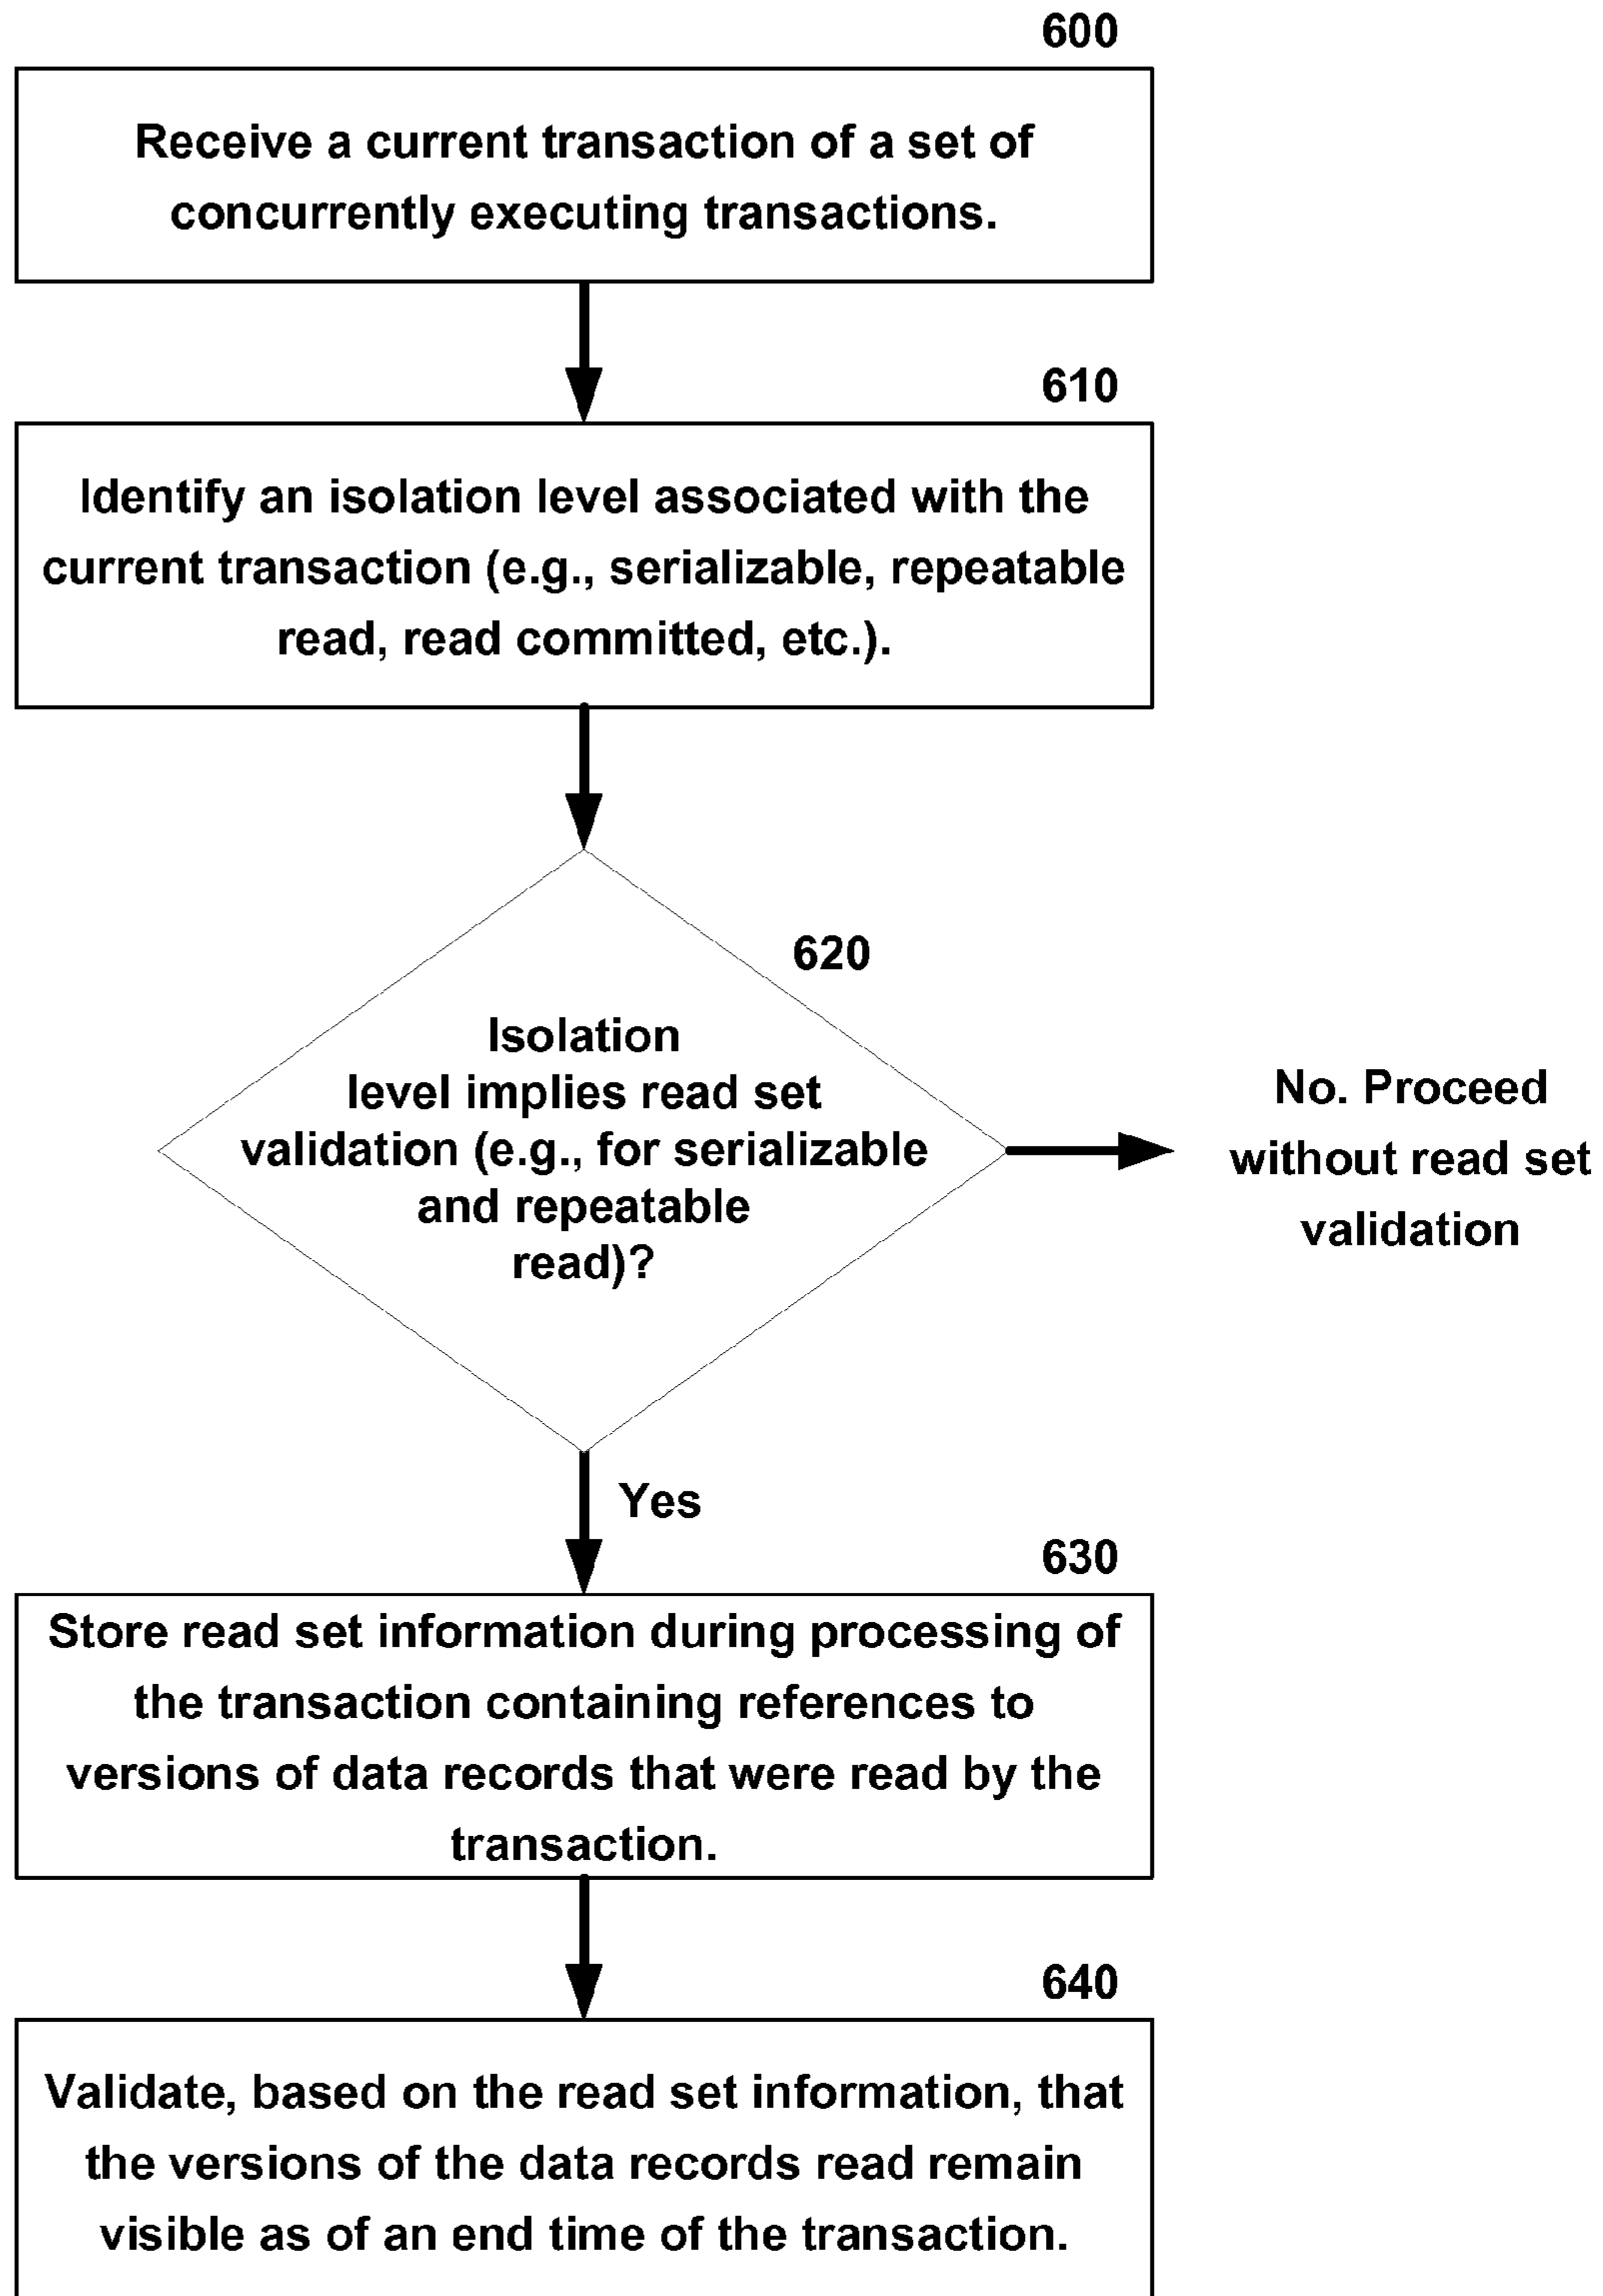 600
Receive a current transaction of a set of
concurrently executing transactions.
610
Identify an isolation level associated with the
current transaction (e.g., serializable, repeatable
read, read committed, etc.).
620
Isolation
level implies read set
validation (e.g., for serializable
and repeatable
read)?
No. Proceed
without read set
validation
Yes
630
Store read set information during processing of
the transaction containing references to
versions of data records that were read by the
transaction.
640
Validate, based on the read set information, that
the versions of the data records read remain
visible as of an end time of the transaction.